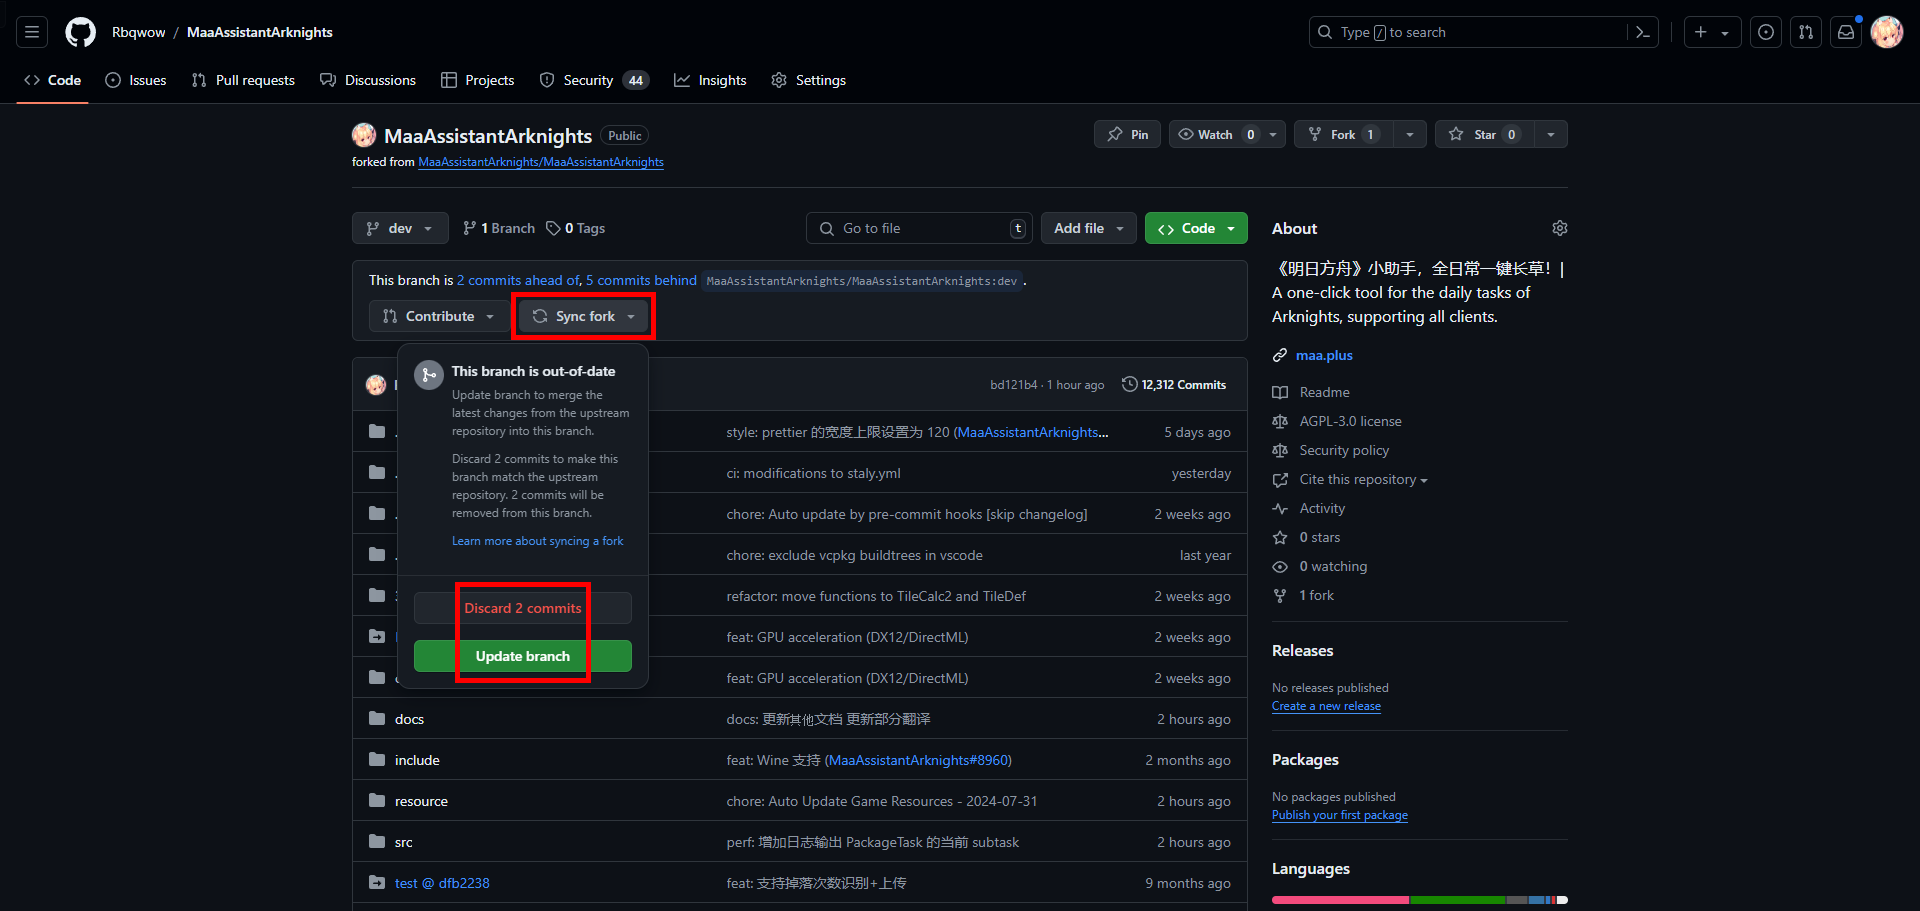 Rbqwow / MaaAssistantArknights
Type / to search
Code
Issues
Pull requests
Discussions
Projects
Security 44
Insights
Settings
MaaAssistantArknights Public
forked from MaaAssistantArknights/MaaAssistantArknights
Pin
Watch 0
Fork 1
Star 0
dev
1 Branch
0 Tags
Go to file t
Add file
Code
This branch is 2 commits ahead of, 5 commits behind MaaAssistantArknights/MaaAssistantArknights:dev .
Contribute
Sync fork
This branch is out-of-date
Update branch to merge the
latest changes from the upstream
repository into this branch.
Discard 2 commits to make this
branch match the upstream
repository. 2 commits will be
removed from this branch.
Learn more about syncing a fork
Discard 2 commits
Update branch
bd121b4 · 1 hour ago
12,312 Commits
style: prettier 的宽度上限设置为 120 (MaaAssistantArknights... 5 days ago
ci: modifications to staly.yml yesterday
chore: Auto update by pre-commit hooks [skip changelog] 2 weeks ago
chore: exclude vcpkg buildtrees in vscode last year
refactor: move functions to TileCalc2 and TileDef 2 weeks ago
feat: GPU acceleration (DX12/DirectML) 2 weeks ago
feat: GPU acceleration (DX12/DirectML) 2 weeks ago
docs docs: 更新其他文档 更新部分翻译 2 hours ago
include feat: Wine 支持 (MaaAssistantArknights#8960) 2 months ago
resource chore: Auto Update Game Resources - 2024-07-31 2 hours ago
src perf: 增加日志输出 PackageTask 的当前 subtask 2 hours ago
test @ dfb2238 feat: 支持掉落次数识别+上传 9 months ago
About
《明日方舟》小助手，全日常一键长草！|
A one-click tool for the daily tasks of
Arknights, supporting all clients.
maa.plus
Readme
AGPL-3.0 license
Security policy
Cite this repository
Activity
0 stars
0 watching
1 fork
Releases
No releases published
Create a new release
Packages
No packages published
Publish your first package
Languages